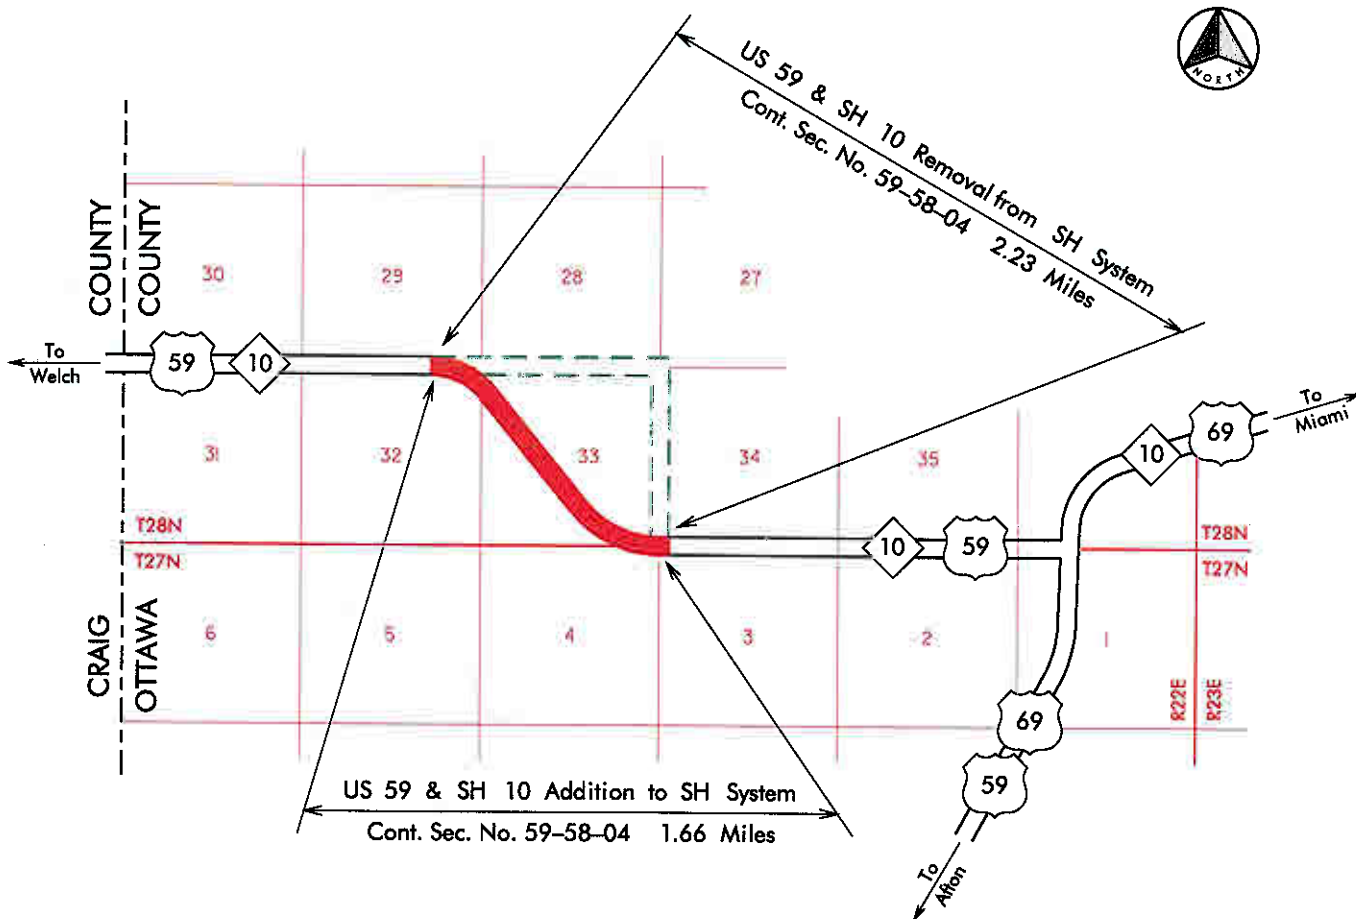 NORTH
US 59 & SH 10 Removal from SH System
Cont. Sec. No. 59-58-04 2.23 Miles
COUNTY
COUNTY
30
29
28
27
To
Welch
59
10
31
32
33
34
35
10
69
To
Miami
T28N
T27N
10
59
T28N
T27N
CRAIG
OTTAWA
6
5
4
3
2
1
R22E
R23E
69
59
US 59 & SH 10 Addition to SH System
Cont. Sec. No. 59-58-04 1.66 Miles
To
Afton